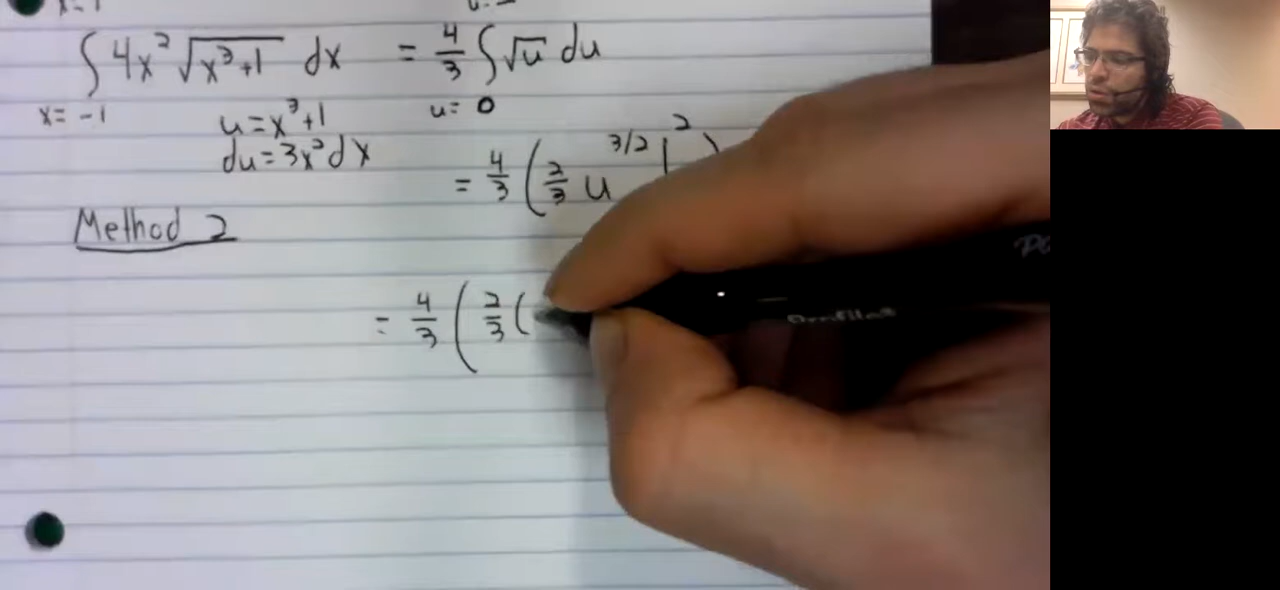 ∫ 4x² √(x³+1) dx = 4/3 ∫ √u du
x = -1 u = x³+1 u = 0
du = 3x² dx = 4/3 ( 2/3 u^3/2 |² )
Method 2
= 4/3 ( 2/3 (